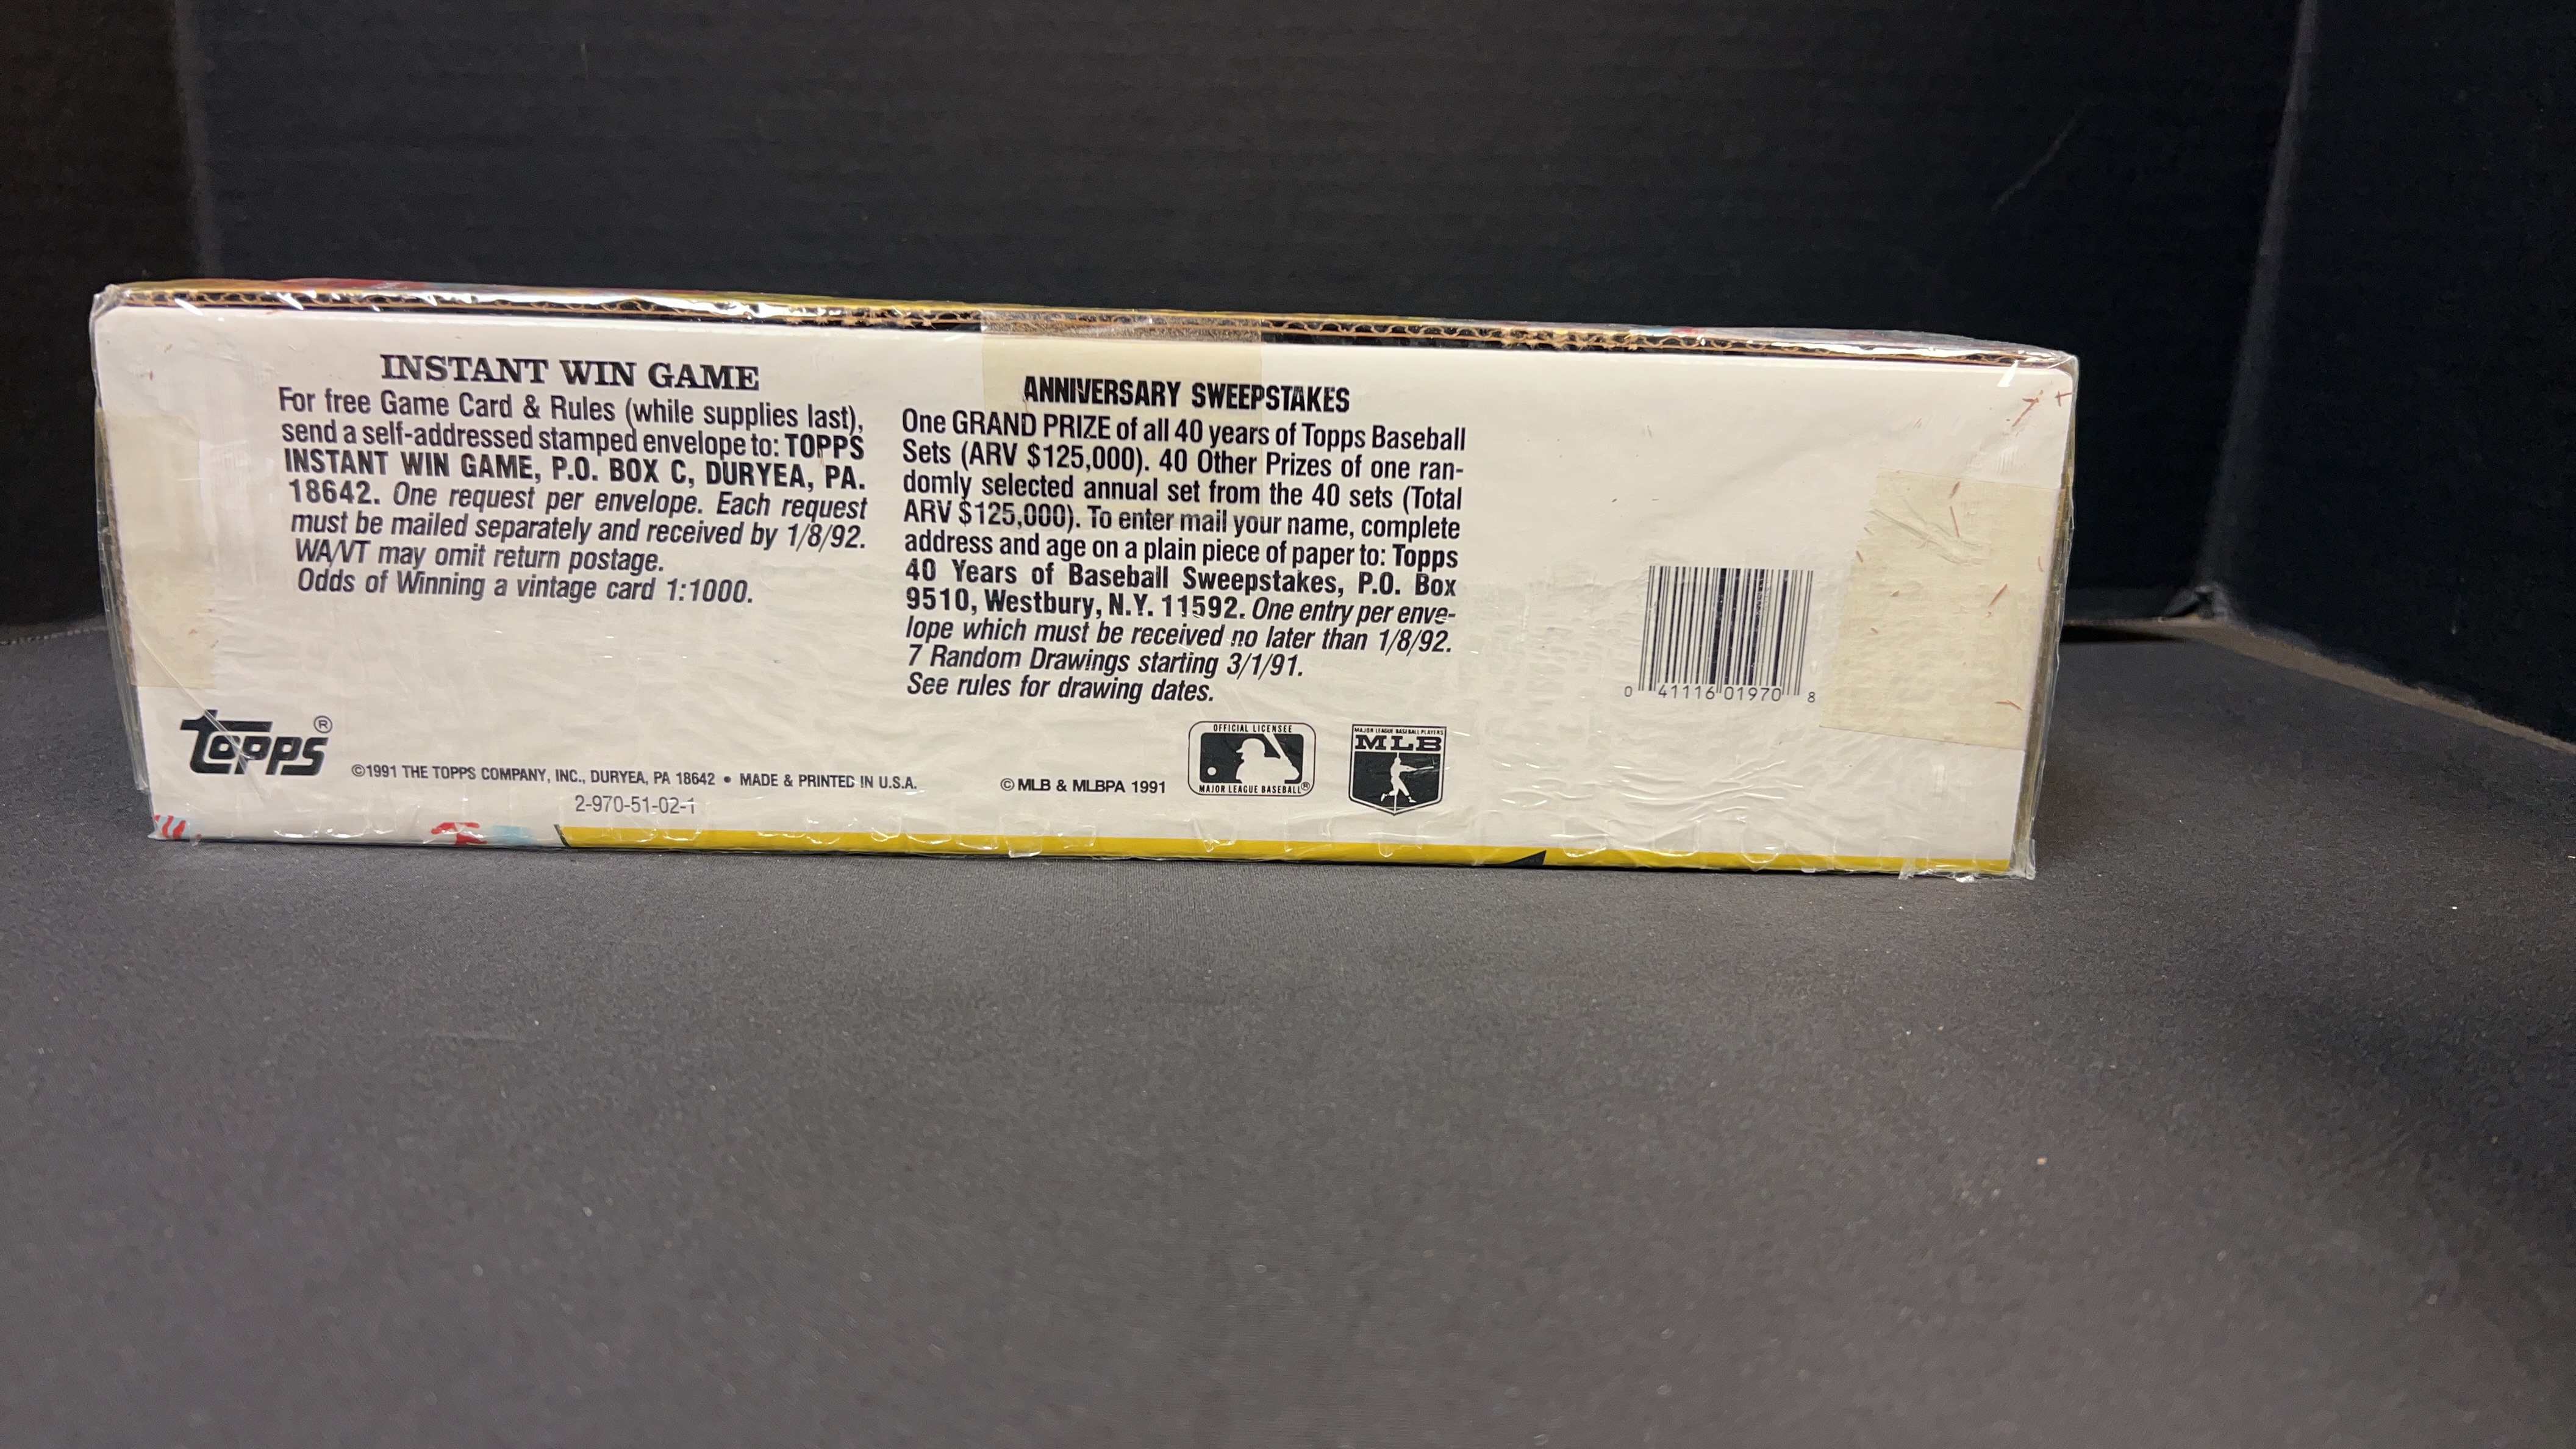 INSTANT WIN GAME
For free Game Card & Rules (while supplies last),
send a self-addressed stamped envelope to: TOPPS
INSTANT WIN GAME, P.O. BOX C, DURYEA, PA.
18642. One request per envelope. Each request
must be mailed separately and received by 1/8/92.
WA/VT may omit return postage.
Odds of Winning a vintage card 1:1000.
ANNIVERSARY SWEEPSTAKES
One GRAND PRIZE of all 40 years of Topps Baseball
Sets (ARV $125,000). 40 Other Prizes of one ran-
domly selected annual set from the 40 sets (Total
ARV $125,000). To enter mail your name, complete
address and age on a plain piece of paper to: Topps
40 Years of Baseball Sweepstakes, P.O. Box
9510, Westbury, N.Y. 11592. One entry per enve-
lope which must be received no later than 1/8/92.
7 Random Drawings starting 3/1/91.
See rules for drawing dates.
0 41116 01970 8
topps ®
©1991 THE TOPPS COMPANY, INC., DURYEA, PA 18642 • MADE & PRINTED IN U.S.A.
2-970-51-02-1
© MLB & MLBPA 1991
OFFICIAL LICENSEE
MAJOR LEAGUE BASEBALL®
MAJOR LEAGUE BASEBALL PLAYERS
MLB